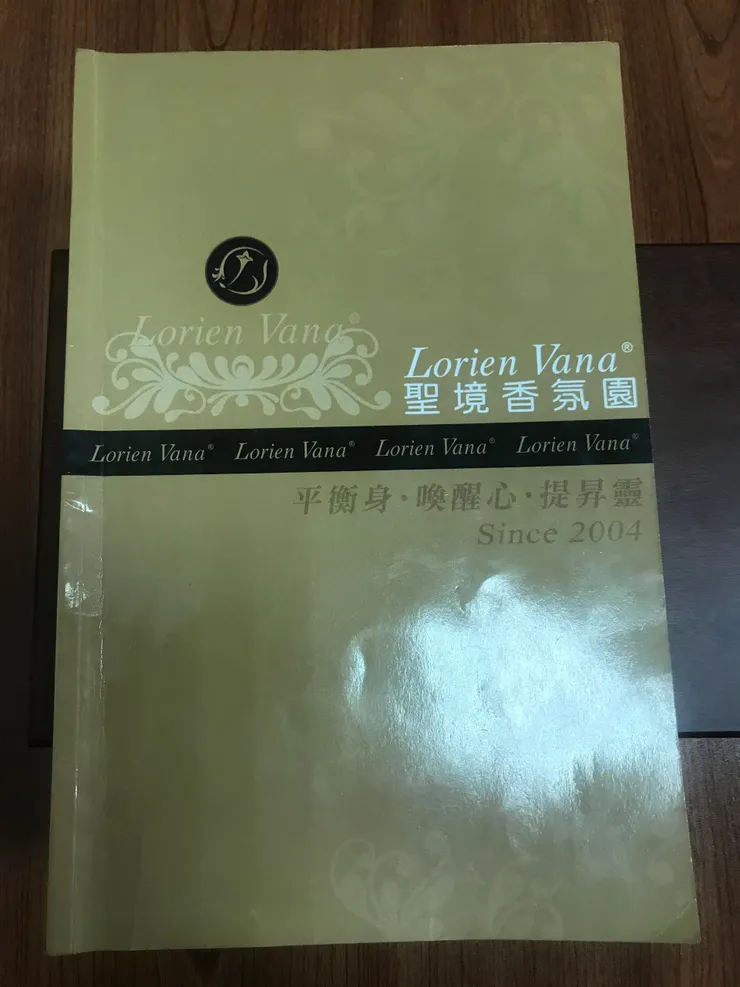 Lorien Vana®
Lorien Vana®
聖境香氛園
Lorien Vana® Lorien Vana® Lorien Vana® Lorien Vana®
平衡身·喚醒心·提昇靈
Since 2004